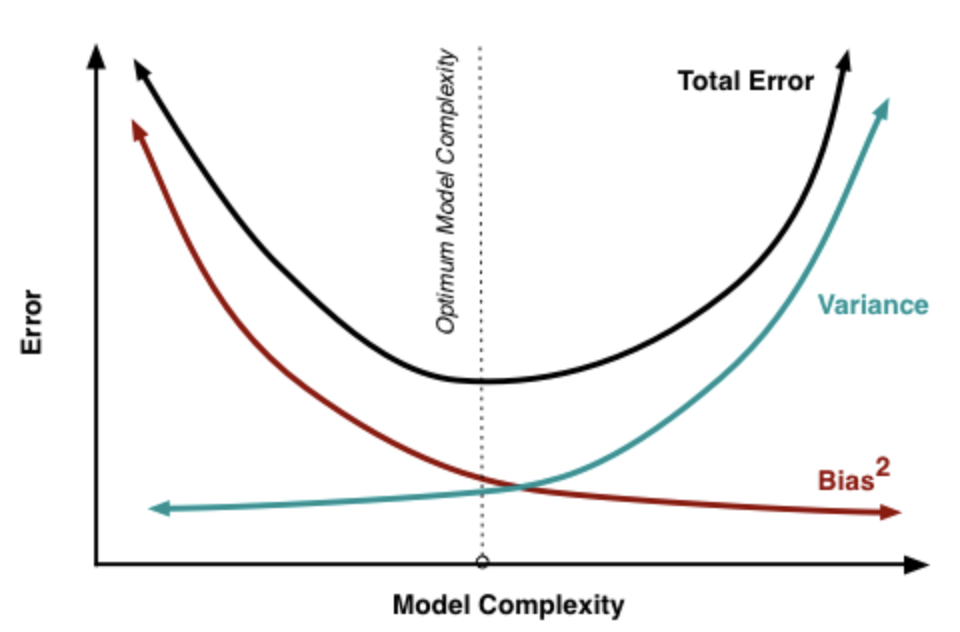 Optimum Model Complexity
Total Error
Variance
Error
Bias²
Model Complexity